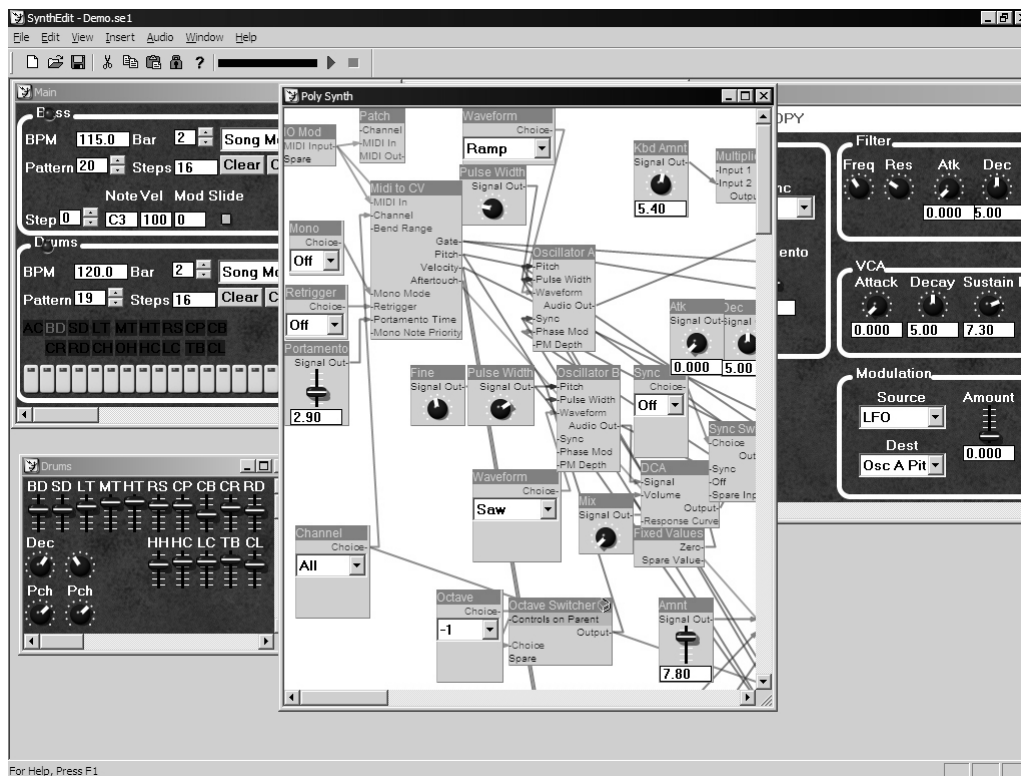 SynthEdit - Demo.se1
File Edit View Insert Audio Window Help
Main
BPM 115.0 Bar 2
Pattern 20 Steps 16 Clear
Note Vel Mod Slide
Step 0 C3 100 0
Drums
BPM 120.0 Bar 2
Pattern 19 Steps 16 Clear
AC BD SD LT MT HT RS CP CB
CR RD CH OH HC LC TB CL
Drums
BD SD LT MT HT RS CP CB CR RD
Dec HH HC LC TB CL
Pch Pch
Poly Synth
IO Mod
MIDI Input
Spare
Patch
Channel
MIDI In
MIDI Out
Waveform
Choice
Ramp
Pulse Width
Signal Out
Kbd Amnt
Signal Out
5.40
Input 1
Input 2
Midi to CV
MIDI In
Channel
Bend Range
Gate
Pitch
Velocity
Aftertouch
Mono Mode
Retrigger
Portamento Time
Mono Note Priority
Mono
Choice
Off
Retrigger
Choice
Off
Portamento
Signal Out
2.90
Oscillator A
Pitch
Pulse Width
Waveform
Audio Out
Sync
Phase Mod
PM Depth
Atk
Signal Out
0.000
Dec
5.00
Fine
Signal Out
Pulse Width
Signal Out
Oscillator B
Pitch
Pulse Width
Waveform
Audio Out
Sync
Phase Mod
PM Depth
Sync
Choice
Off
Choice
Output
Sync
Off
Waveform
Choice
Saw
DCA
Signal
Volume
Output
Response Curve
Mix
Signal Out
Fixed Values
Zero
Spare Value
Channel
Choice
All
Octave
Choice
-1
Octave Switcher
Controls on Parent
Output
Choice
Spare
Amnt
Signal Out
7.80
Filter
Freq Res Atk Dec
0.000 5.00
VCA
Attack Decay Sustain
0.000 5.00 7.30
Modulation
Source Amount
LFO
Dest 0.000
Osc A Pit
For Help, Press F1